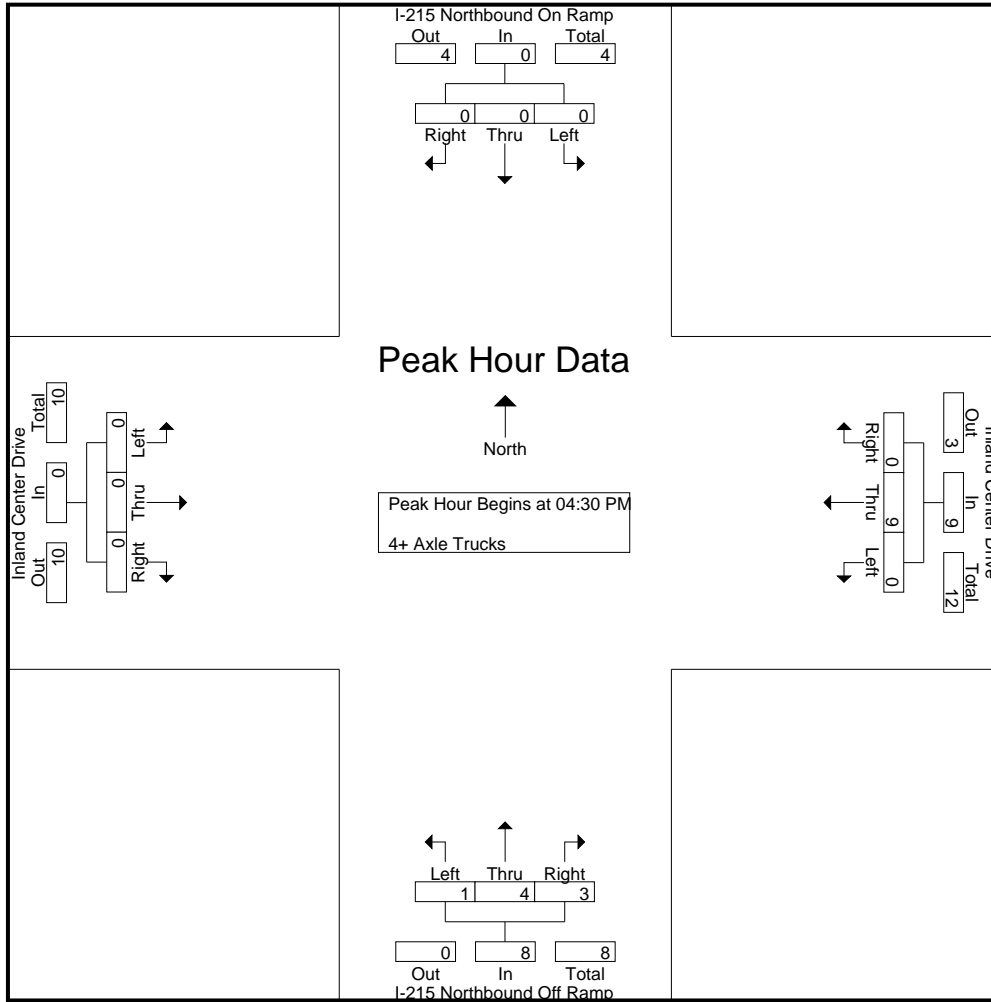 I-215 Northbound On Ramp
Out In Total
4 0 4
0 0 0
Right Thru Left
Peak Hour Data
North
Peak Hour Begins at 04:30 PM
4+ Axle Trucks
Inland Center Drive
Total In Out
10 0 10
0 0 0
Left Thru Right
Inland Center Drive
Out In Total
3 9 12
0 9 0
Right Thru Left
Left Thru Right
1 4 3
0 8 8
Out In Total
I-215 Northbound Off Ramp